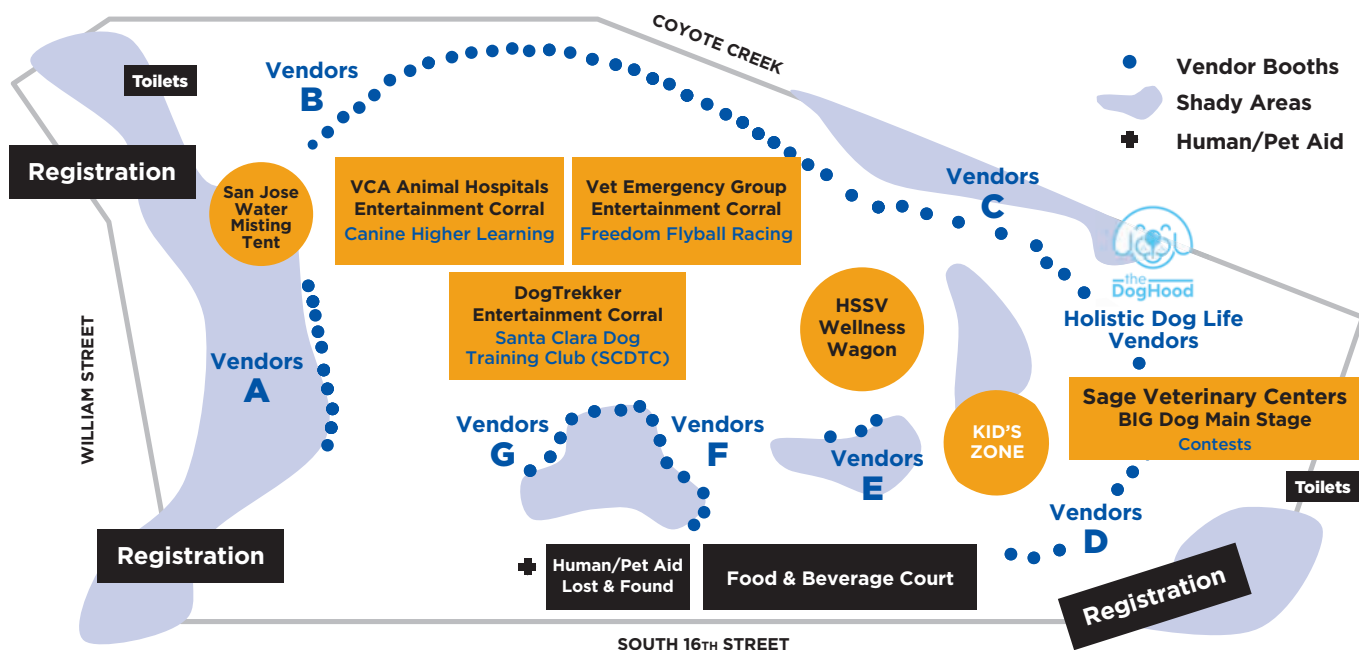 COYOTE CREEK
Toilets
Vendors
B
Vendor Booths
Shady Areas
Human/Pet Aid
Registration
San Jose
Water
Misting
Tent
VCA Animal Hospitals
Entertainment Corral
Canine Higher Learning
Vet Emergency Group
Entertainment Corral
Freedom Flyball Racing
Vendors
C
the
DogHood
Holistic Dog Life
Vendors
DogTrekker
Entertainment Corral
Santa Clara Dog
Training Club (SCDTC)
HSSV
Wellness
Wagon
WILLIAM STREET
Vendors
A
Sage Veterinary Centers
BIG Dog Main Stage
Contests
Vendors
G
Vendors
F
Vendors
E
KID'S
ZONE
Toilets
Vendors
D
Registration
Human/Pet Aid
Lost & Found
Food & Beverage Court
Registration
SOUTH 16TH STREET